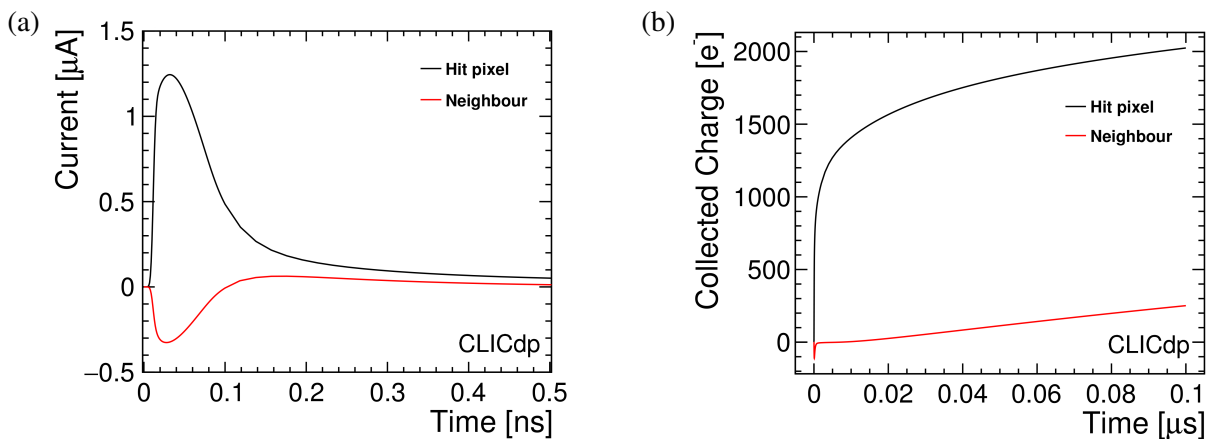 (a)
Current [μA]
1.5
1
0.5
0
−0.5
Hit pixel
Neighbour
CLICdp
0 0.1 0.2 0.3 0.4 0.5
Time [ns]
(b)
Collected Charge [e-]
2000
1500
1000
500
0
Hit pixel
Neighbour
CLICdp
0 0.02 0.04 0.06 0.08 0.1
Time [μs]